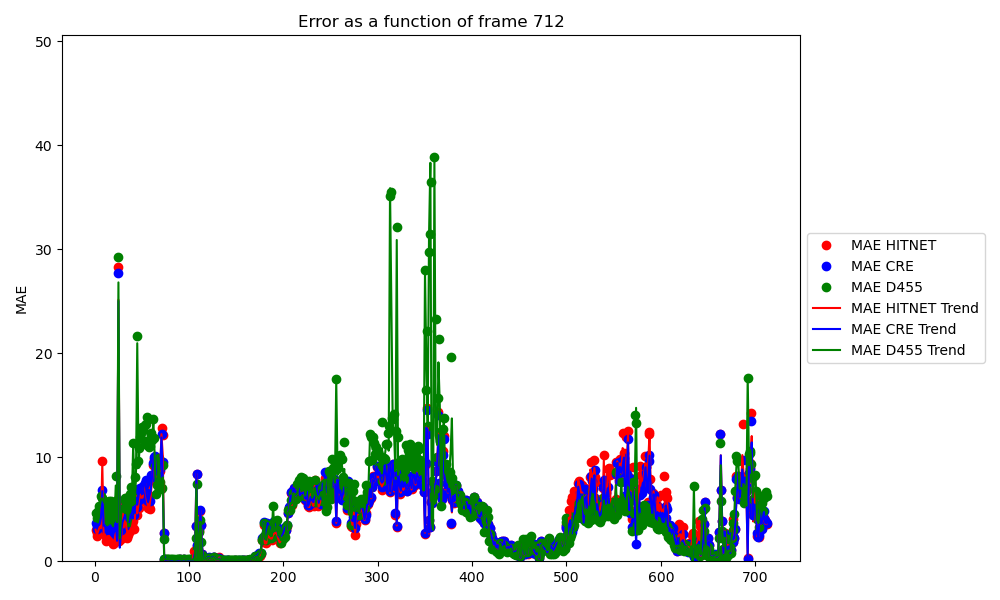 Error as a function of frame 712
MAE
50
40
30
20
10
0
0 100 200 300 400 500 600 700
MAE HITNET
MAE CRE
MAE D455
MAE HITNET Trend
MAE CRE Trend
MAE D455 Trend